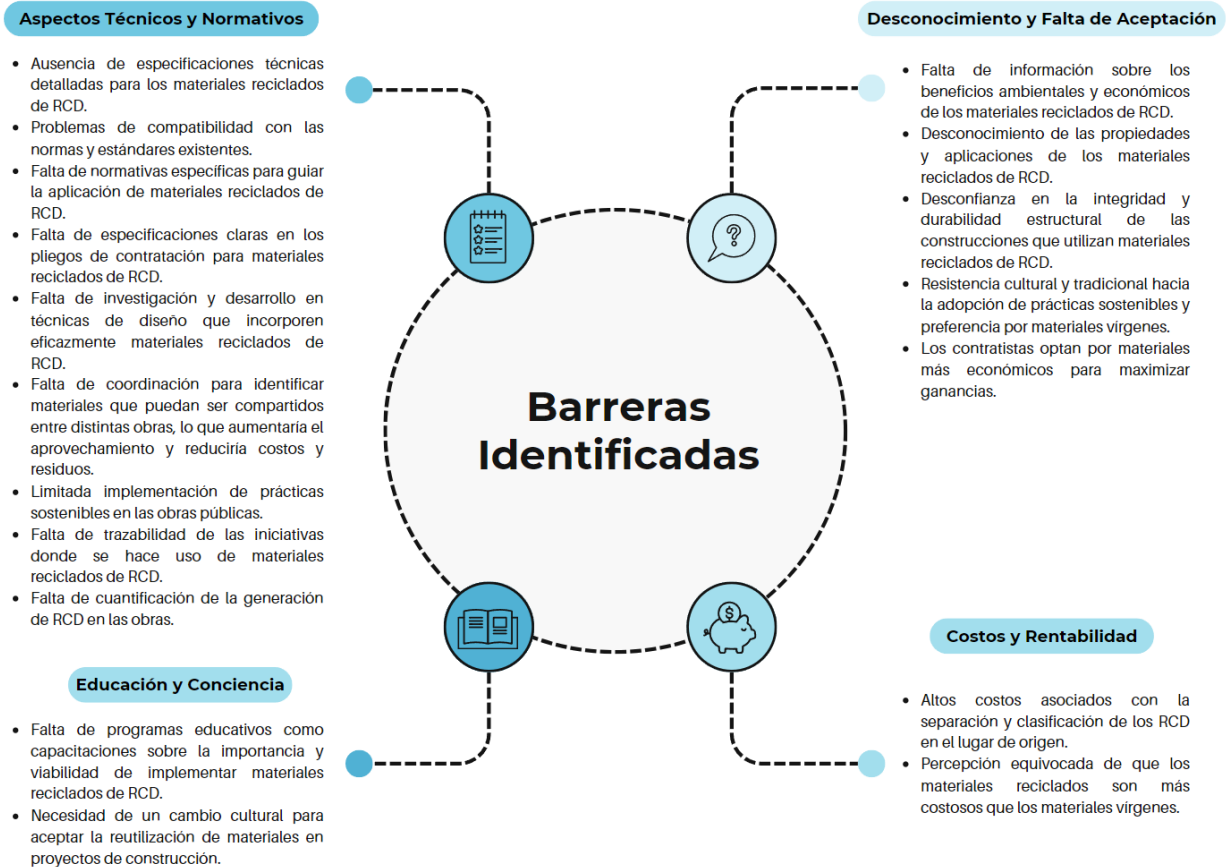 Aspectos Técnicos y Normativos
• Ausencia de especificaciones técnicas
detalladas para los materiales reciclados
de RCD.
• Problemas de compatibilidad con las
normas y estándares existentes.
• Falta de normativas específicas para guiar
la aplicación de materiales reciclados de
RCD.
• Falta de especificaciones claras en los
pliegos de contratación para materiales
reciclados de RCD.
• Falta de investigación y desarrollo en
técnicas de diseño que incorporen
eficazmente materiales reciclados de
RCD.
• Falta de coordinación para identificar
materiales que puedan ser compartidos
entre distintas obras, lo que aumentaría el
aprovechamiento y reduciría costos y
residuos.
• Limitada implementación de prácticas
sostenibles en las obras públicas.
• Falta de trazabilidad de las iniciativas
donde se hace uso de materiales
reciclados de RCD.
• Falta de cuantificación de la generación
de RCD en las obras.
Desconocimiento y Falta de Aceptación
• Falta de información sobre los
beneficios ambientales y económicos
de los materiales reciclados de RCD.
• Desconocimiento de las propiedades
y aplicaciones de los materiales
reciclados de RCD.
• Desconfianza en la integridad y
durabilidad estructural de las
construcciones que utilizan materiales
reciclados de RCD.
• Resistencia cultural y tradicional hacia
la adopción de prácticas sostenibles y
preferencia por materiales vírgenes.
• Los contratistas optan por materiales
más económicos para maximizar
ganancias.
?
Barreras
Identificadas
$
Educación y Conciencia
• Falta de programas educativos como
capacitaciones sobre la importancia y
viabilidad de implementar materiales
reciclados de RCD.
• Necesidad de un cambio cultural para
aceptar la reutilización de materiales en
proyectos de construcción.
Costos y Rentabilidad
• Altos costos asociados con la
separación y clasificación de los RCD
en el lugar de origen.
• Percepción equivocada de que los
materiales reciclados son más
costosos que los materiales vírgenes.